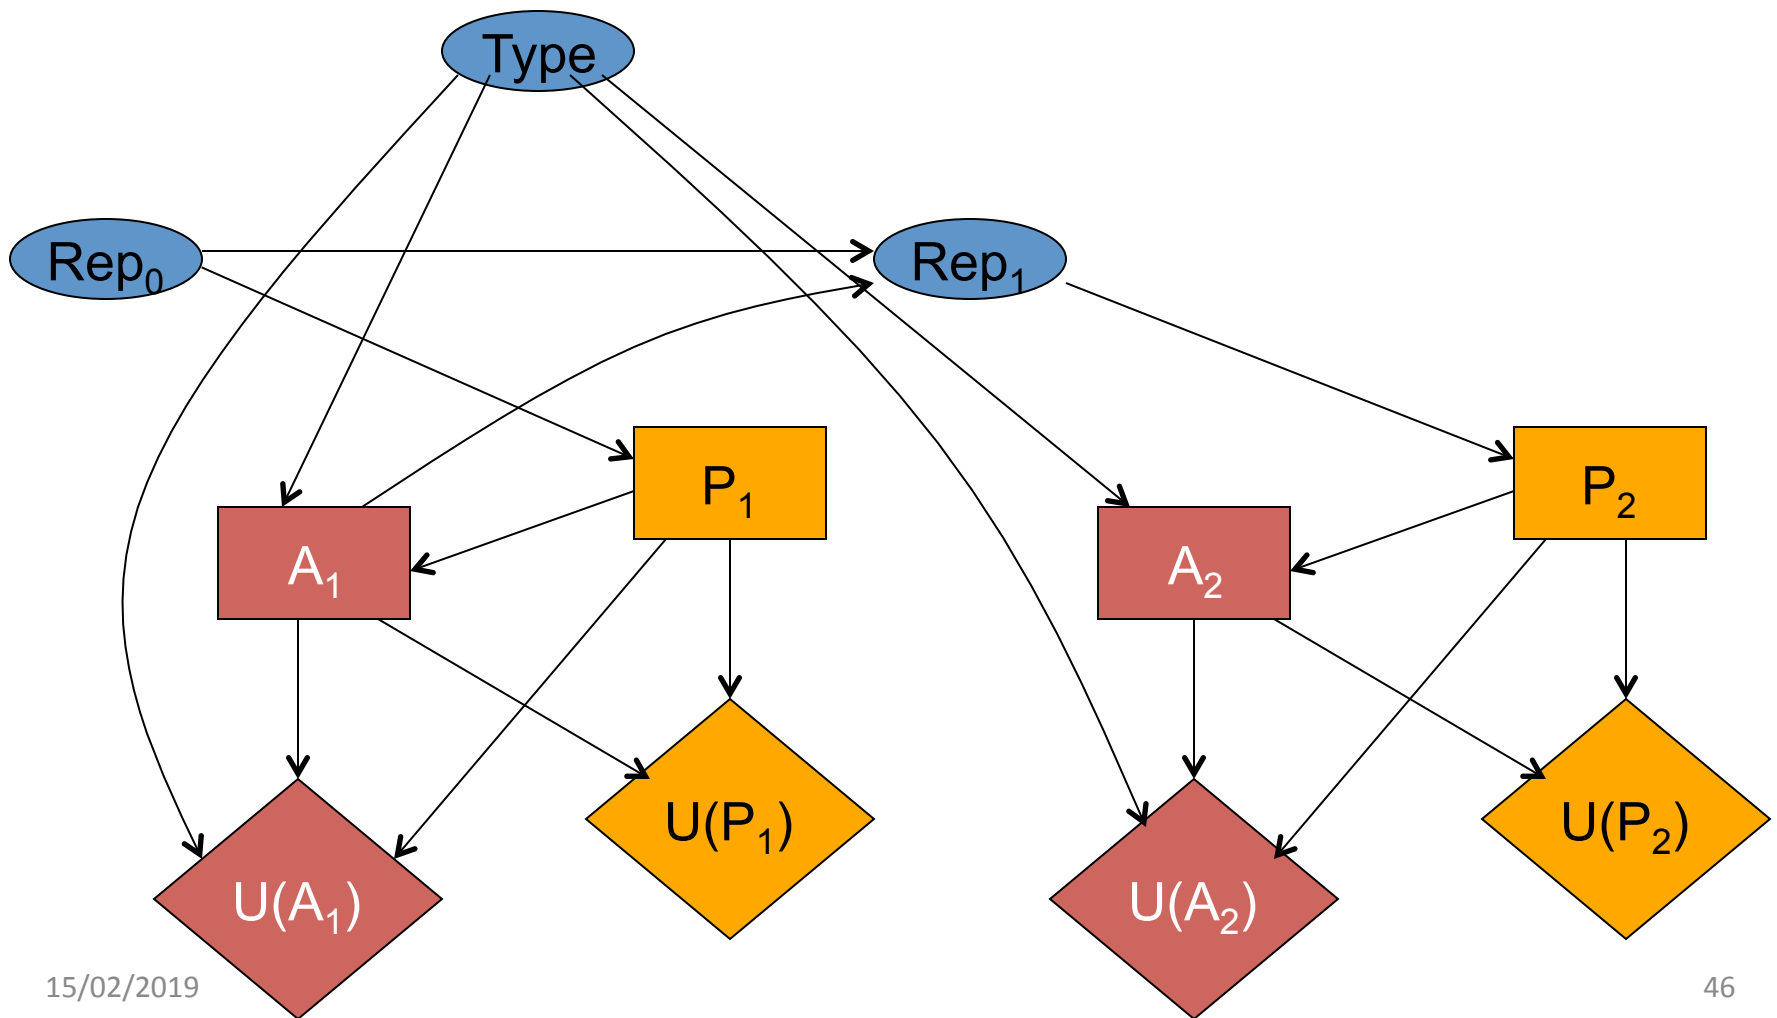 Type
Rep₀
Rep₁
P₁
P₂
A₁
A₂
U(P₁)
U(P₂)
U(A₁)
U(A₂)
15/02/2019
46